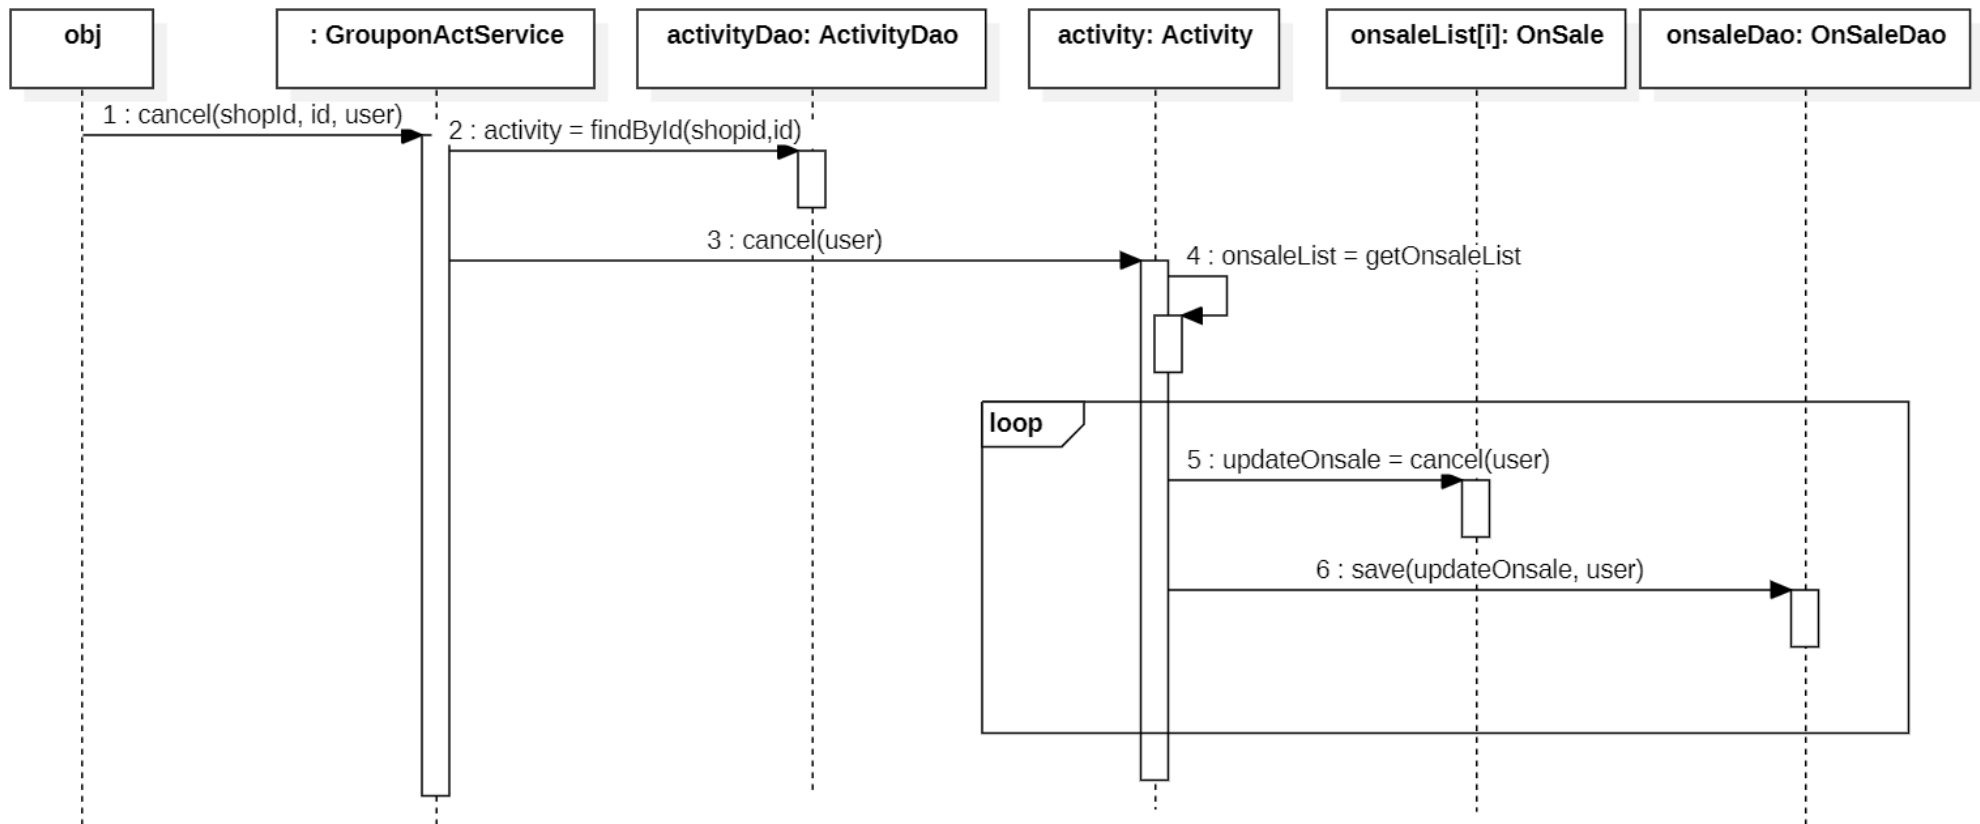 obj
: GrouponActService
activityDao: ActivityDao
activity: Activity
onsaleList[i]: OnSale
onsaleDao: OnSaleDao
1 : cancel(shopId, id, user)
2 : activity = findById(shopid,id)
3 : cancel(user)
4 : onsaleList = getOnsaleList
loop
5 : updateOnsale = cancel(user)
6 : save(updateOnsale, user)